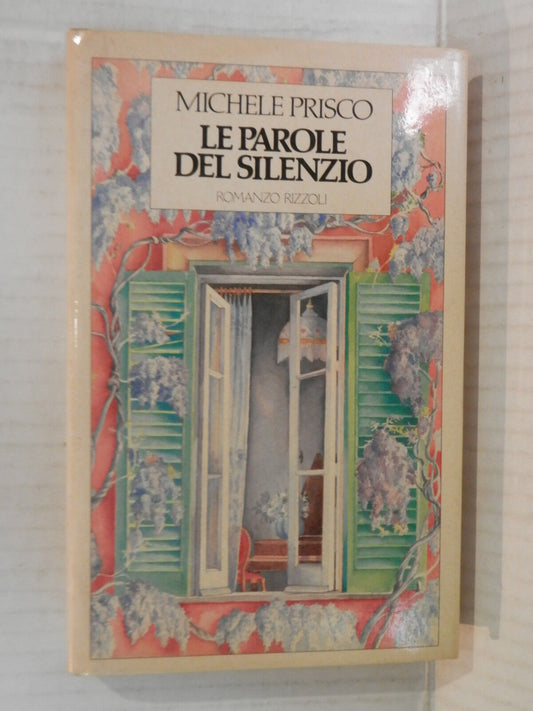 MICHELE PRISCO
LE PAROLE
DEL SILENZIO
ROMANZO RIZZOLI